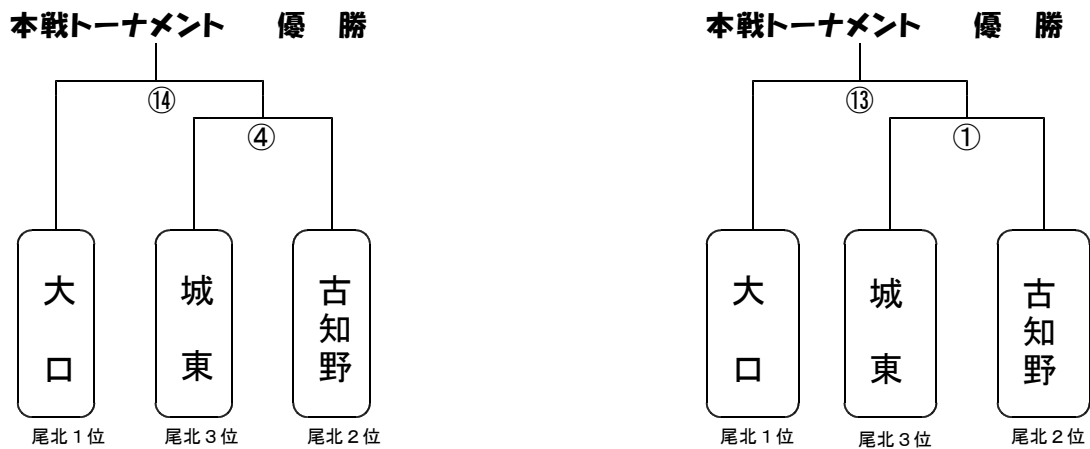 本戦トーナメント 優 勝
⑭
④
大口
城東
古知野
尾北1位
尾北3位
尾北2位
本戦トーナメント 優 勝
⑬
①
大口
城東
古知野
尾北1位
尾北3位
尾北2位